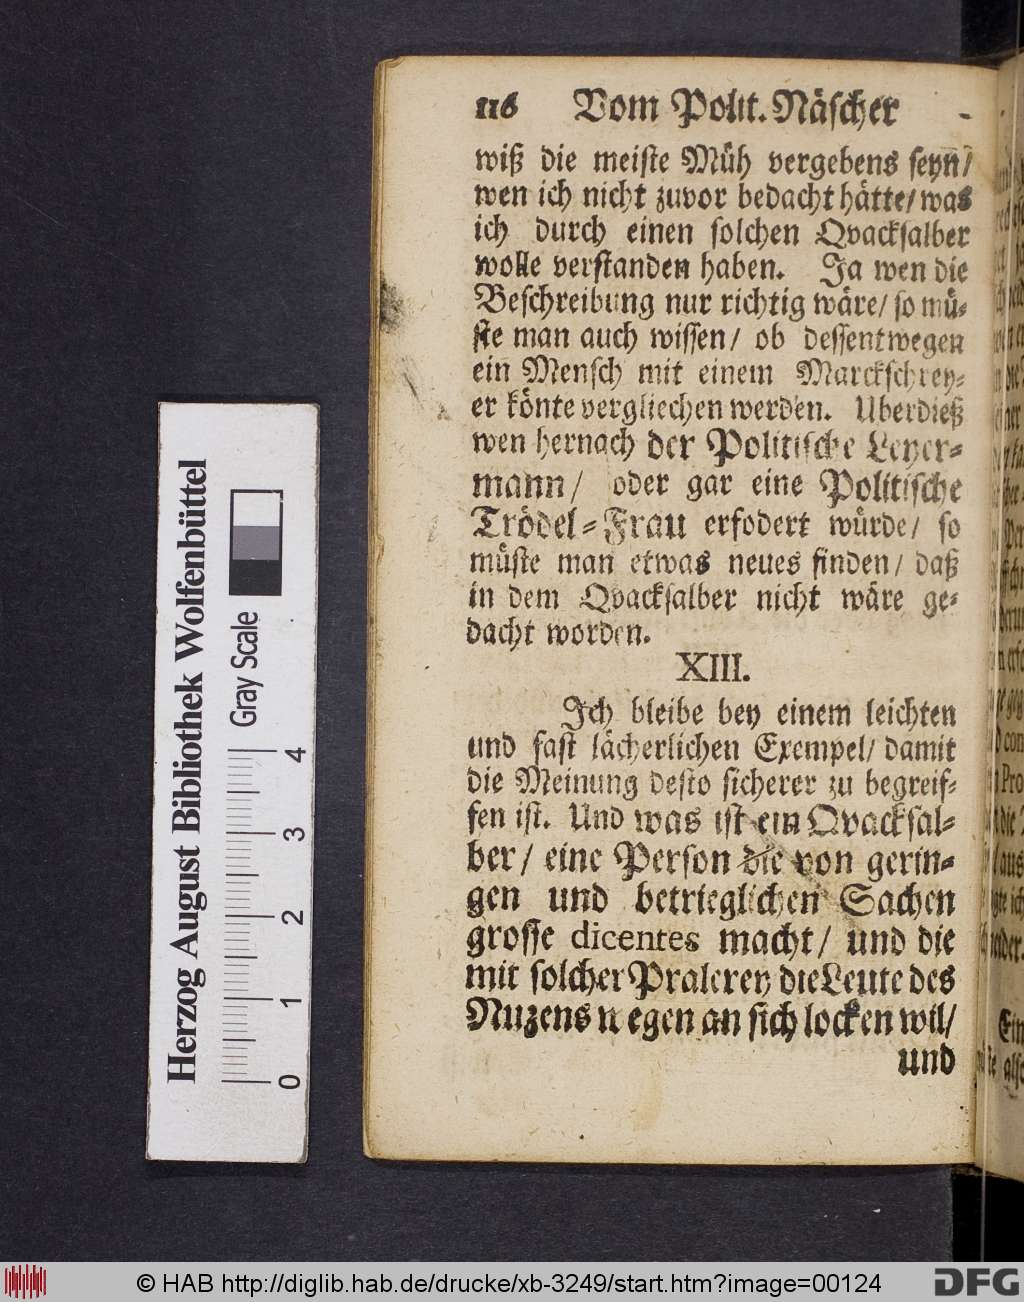 116 Vom Polit. Näscher
wiß die meiste Müh vergebens seyn/
wen ich nicht zuvor bedacht hätte/ was
ich durch einen solchen Qvacksalber
wolle verstanden haben. Ja wen die
Beschreibung nur richtig wäre/ so mü-
ste man auch wissen/ ob dessentwegen
ein Mensch mit einem Marckschrey-
er könte vergliechen werden. Uberdieß
wen hernach der Politische Leyer-
mann/ oder gar eine Politische
Trödel-Frau erfodert würde/ so
müste man etwas neues finden/ daß
in dem Qvacksalber nicht wäre ge-
dacht worden.
XIII.
Ich bleibe bey einem leichten
und fast lächerlichen Exempel/ damit
die Meinung desto sicherer zu begreif-
fen ist. Und was ist ein Qvacksal-
ber/ eine Person die von gerin-
gen und betrieglichen Sachen
grosse dicentes macht/ und die
mit solcher Pralerey die Leute des
Nuzens wegen an sich locken wil/
und
Herzog August Bibliothek Wolfenbüttel
Gray Scale
0 1 2 3 4
© HAB http://diglib.hab.de/drucke/xb-3249/start.htm?image=00124
DFG